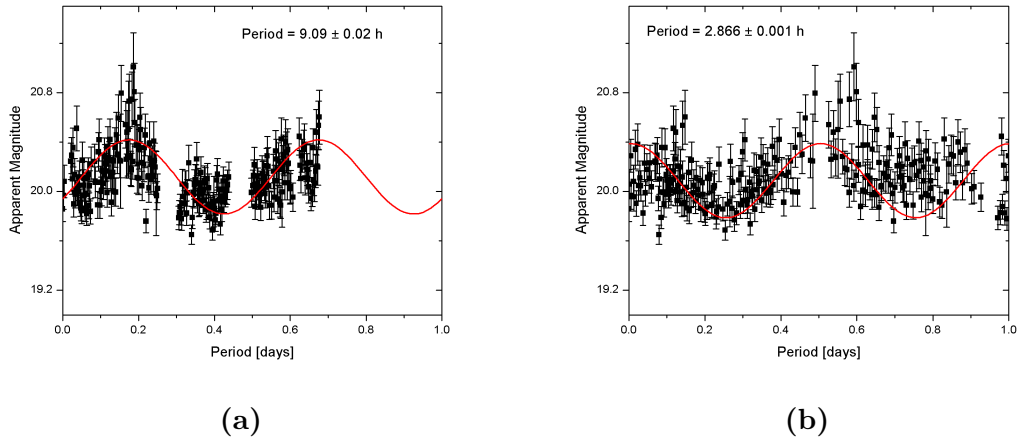 Period = 9.09 ± 0.02 h
20.8
20.0
19.2
Apparent Magnitude
0.0 0.2 0.4 0.6 0.8 1.0
Period [days]
(a)
Period = 2.866 ± 0.001 h
20.8
20.0
19.2
Apparent Magnitude
0.0 0.2 0.4 0.6 0.8 1.0
Period [days]
(b)